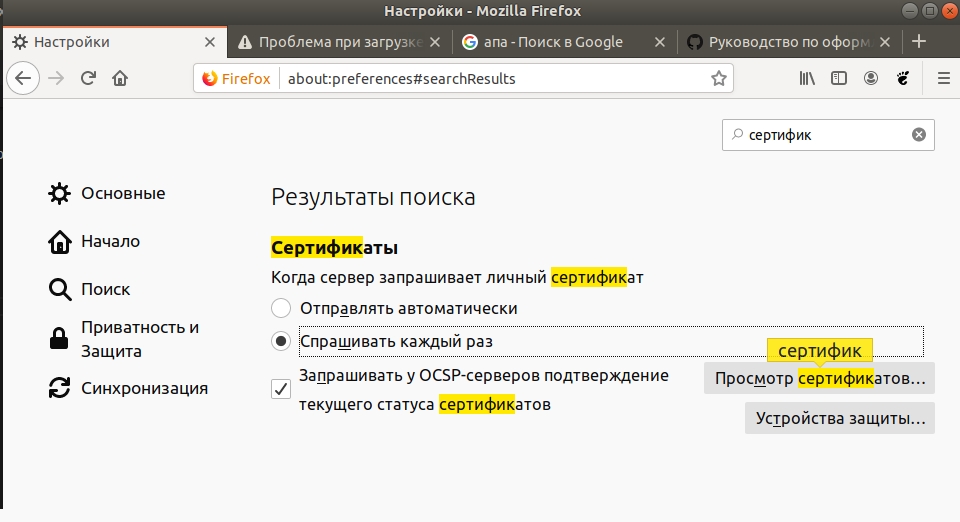 Настройки - Mozilla Firefox
Настройки
Проблема при загрузке
апа - Поиск в Google
Руководство по оформ
Firefox
about:preferences#searchResults
сертифик
Основные
Начало
Поиск
Приватность и
Защита
Синхронизация
Результаты поиска
Сертификаты
Когда сервер запрашивает личный сертификат
Отправлять автоматически
Спрашивать каждый раз
Запрашивать у OCSP-серверов подтверждение
текущего статуса сертификатов
сертифик
Просмотр сертификатов...
Устройства защиты...